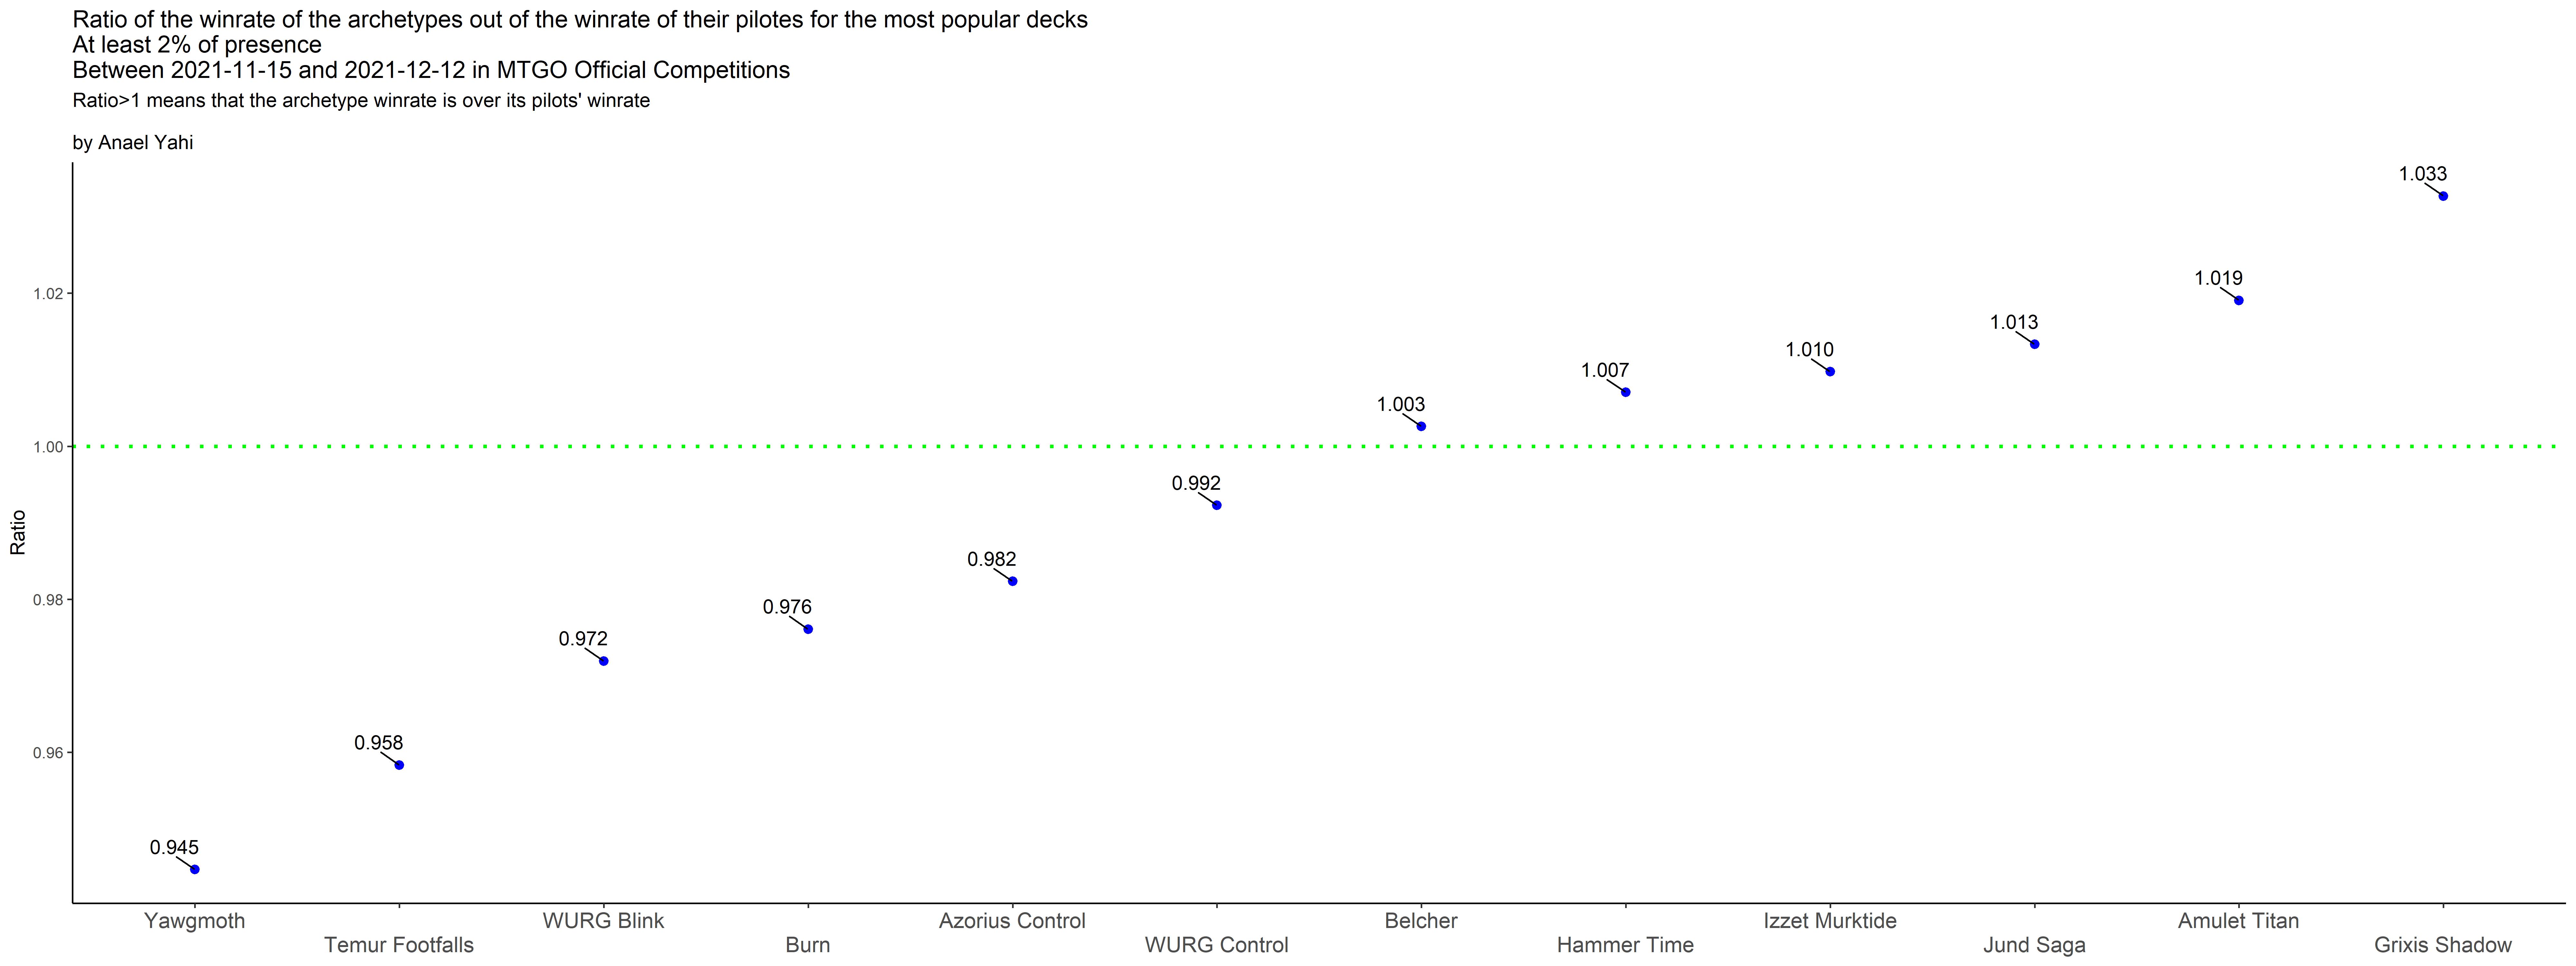 Ratio of the winrate of the archetypes out of the winrate of their pilotes for the most popular decks
At least 2% of presence
Between 2021-11-15 and 2021-12-12 in MTGO Official Competitions
Ratio>1 means that the archetype winrate is over its pilots' winrate
by Anael Yahi
Ratio
1.02
1.00
0.98
0.96
0.945
0.958
0.972
0.976
0.982
0.992
1.003
1.007
1.010
1.013
1.019
1.033
Yawgmoth
Temur Footfalls
WURG Blink
Burn
Azorius Control
WURG Control
Belcher
Hammer Time
Izzet Murktide
Jund Saga
Amulet Titan
Grixis Shadow